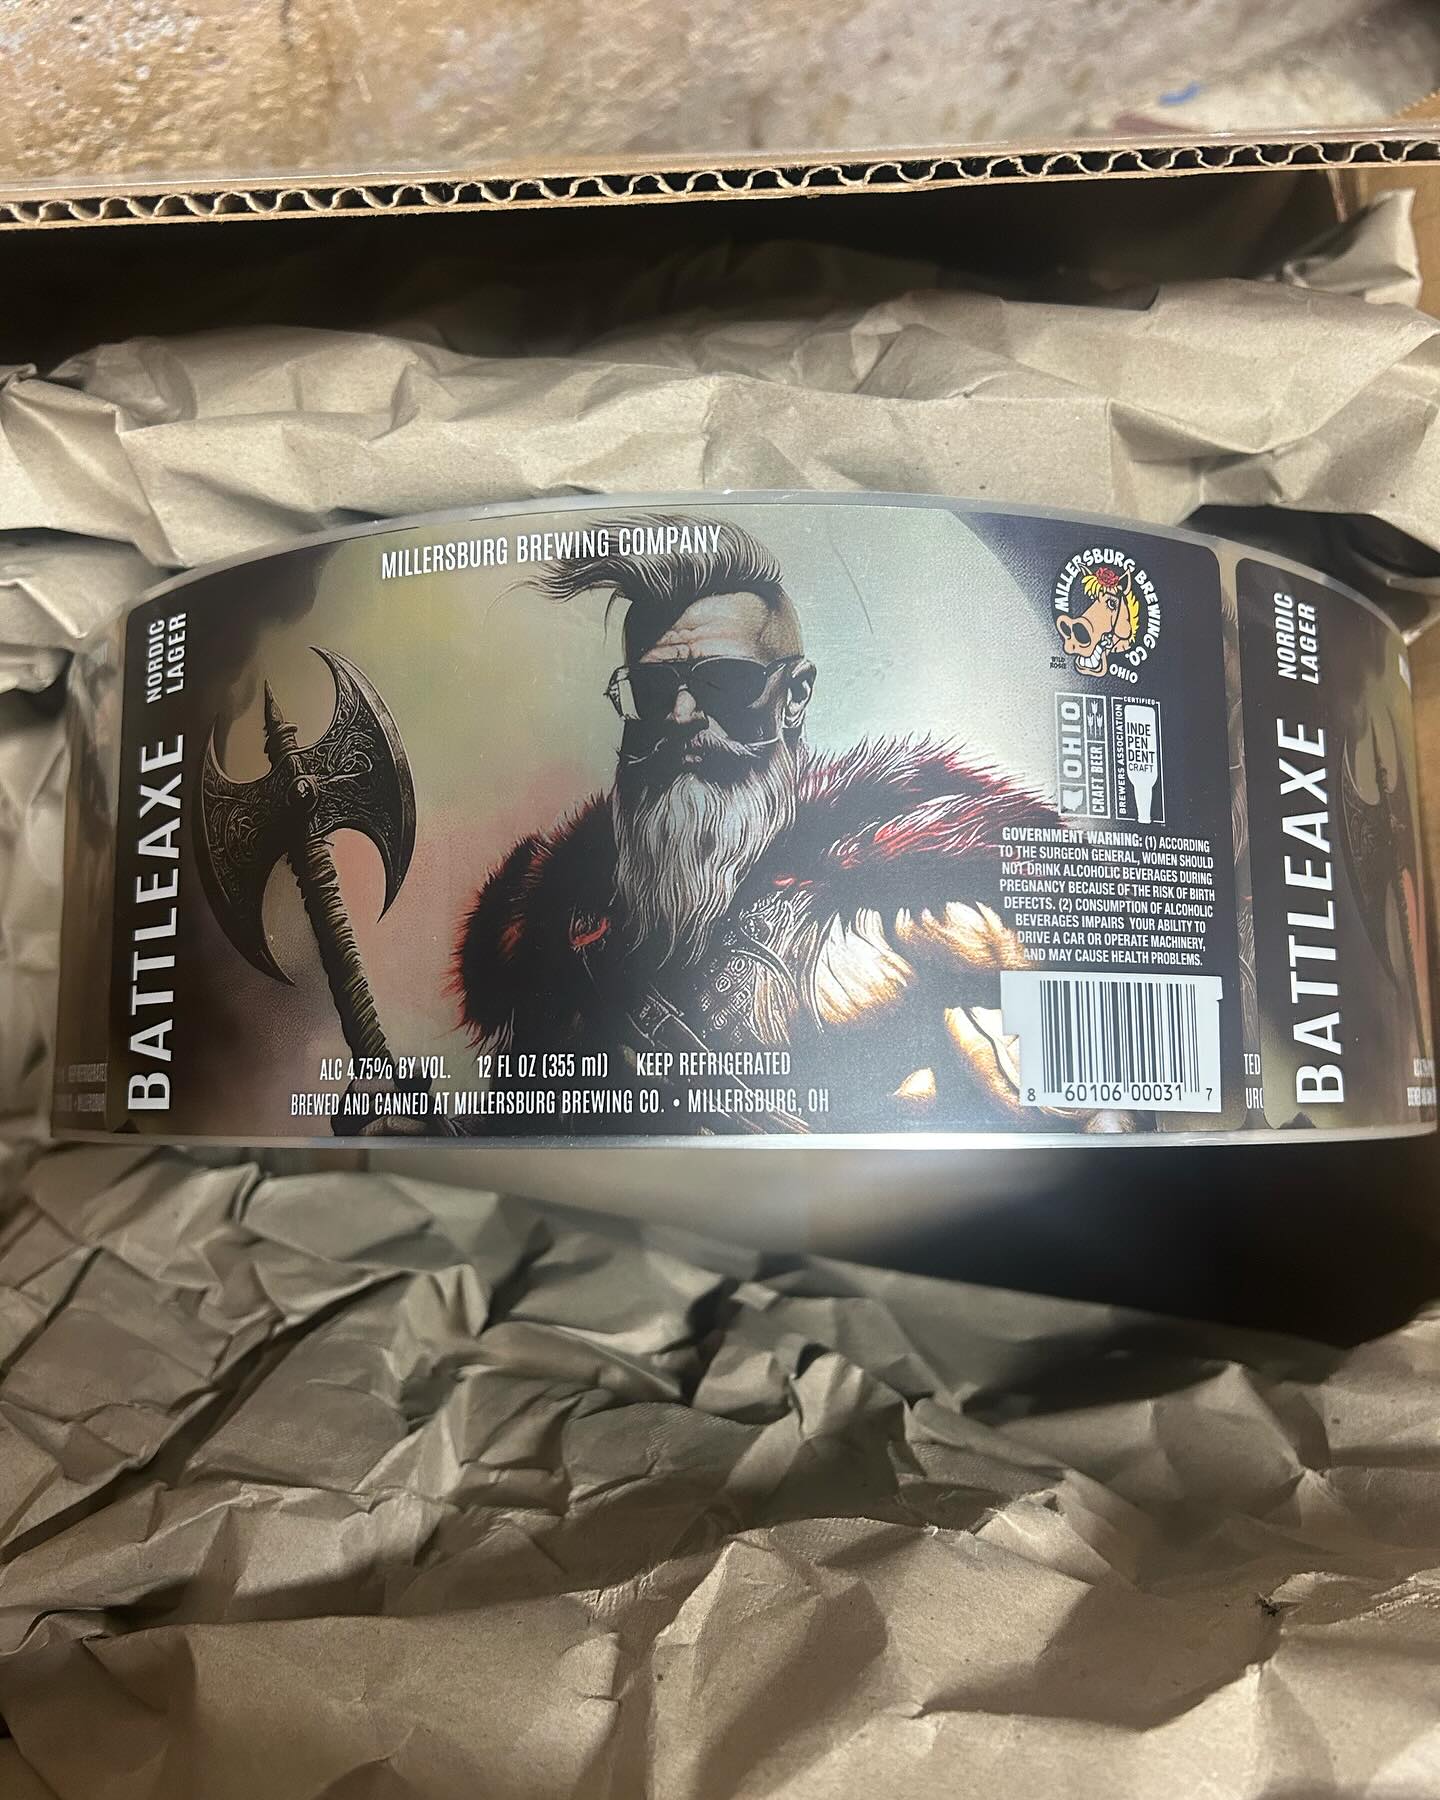 MILLERSBURG BREWING COMPANY
NORDIC
LAGER
BATTLEAXE
ALC 4.75% BY VOL. 12 FL OZ (355 ml) KEEP REFRIGERATED
BREWED AND CANNED AT MILLERSBURG BREWING CO. • MILLERSBURG, OH
MILLERSBURG BREWING CO.
OHIO
WILD
ROSIE
OHIO
CRAFT BEER
CERTIFIED
INDE
PEN
DENT
CRAFT
BREWERS ASSOCIATION
GOVERNMENT WARNING: (1) ACCORDING
TO THE SURGEON GENERAL, WOMEN SHOULD
NOT DRINK ALCOHOLIC BEVERAGES DURING
PREGNANCY BECAUSE OF THE RISK OF BIRTH
DEFECTS. (2) CONSUMPTION OF ALCOHOLIC
BEVERAGES IMPAIRS YOUR ABILITY TO
DRIVE A CAR OR OPERATE MACHINERY,
AND MAY CAUSE HEALTH PROBLEMS.
8 60106 00031 7
NORDIC
LAGER
BATTLEAXE